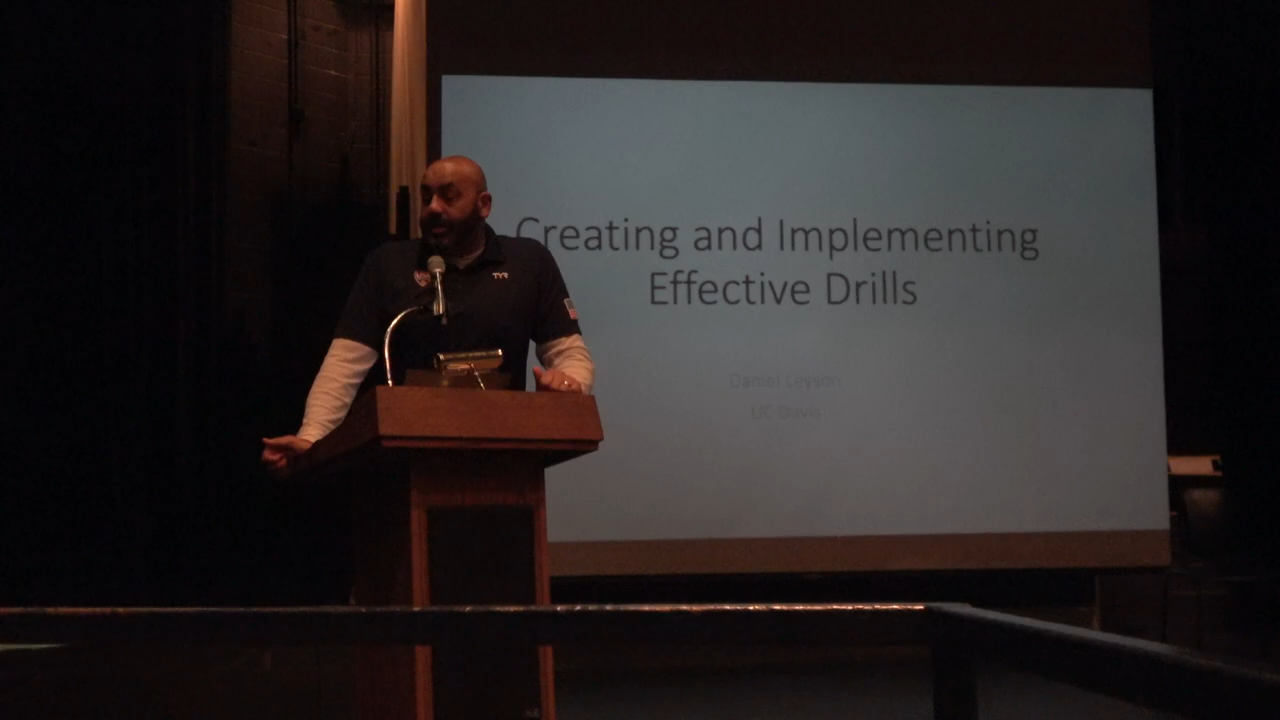 Creating and Implementing
Effective Drills
Daniel Leyson
UC Davis
TYR